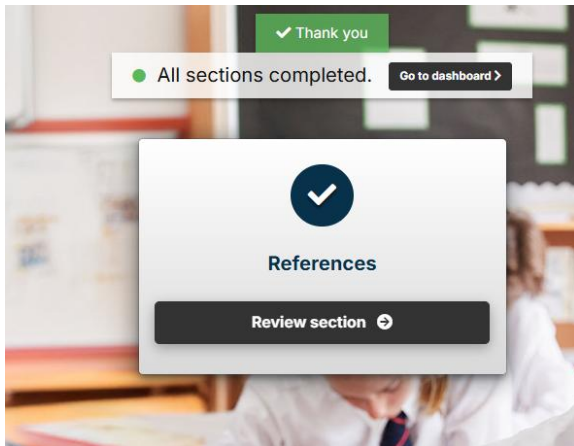 Thank you
All sections completed.
Go to dashboard
References
Review section